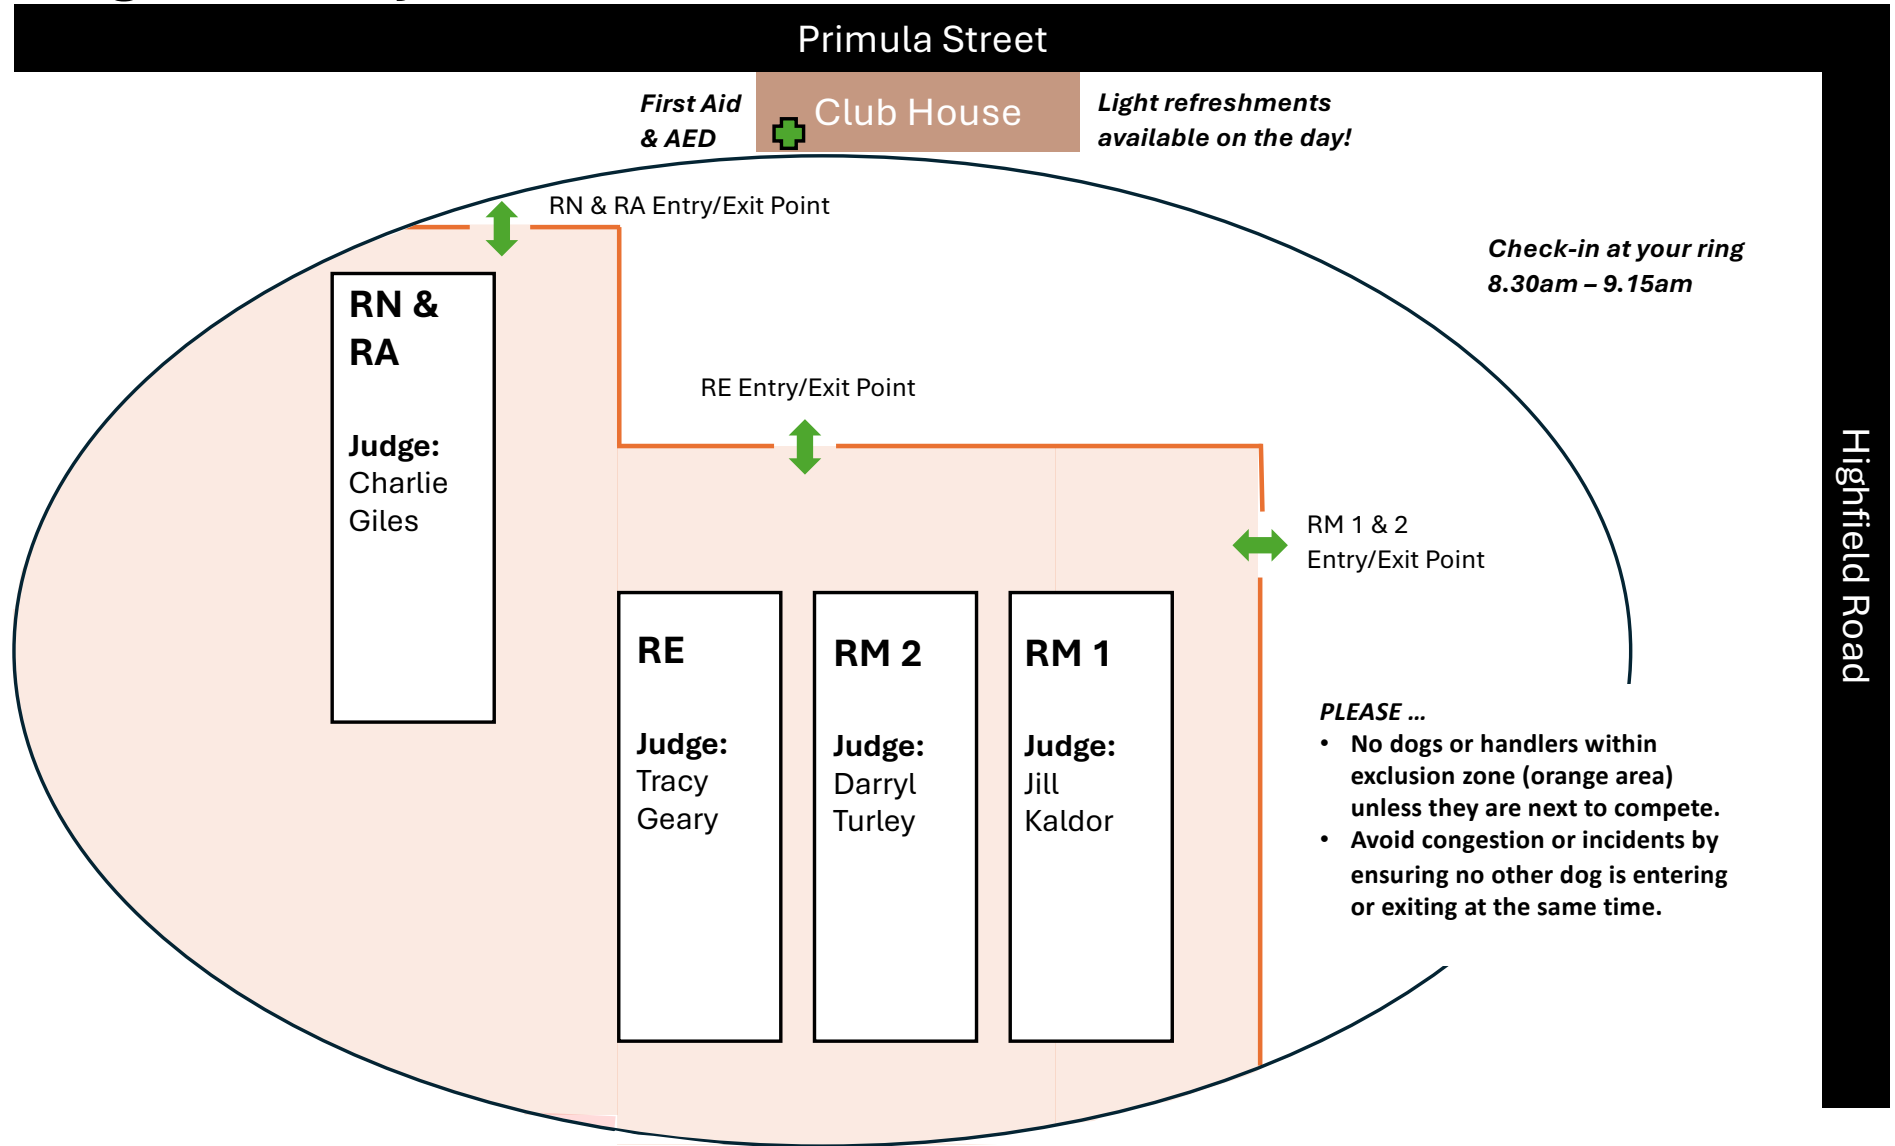 Primula Street
First Aid
& AED
Club House
Light refreshments
available on the day!
RN & RA Entry/Exit Point
Check-in at your ring
8.30am – 9.15am
RN &
RA
Judge:
Charlie
Giles
RE Entry/Exit Point
Highfield Road
RM 1 & 2
Entry/Exit Point
RE
Judge:
Tracy
Geary
RM 2
Judge:
Darryl
Turley
RM 1
Judge:
Jill
Kaldor
PLEASE ...
• No dogs or handlers within
exclusion zone (orange area)
unless they are next to compete.
• Avoid congestion or incidents by
ensuring no other dog is entering
or exiting at the same time.